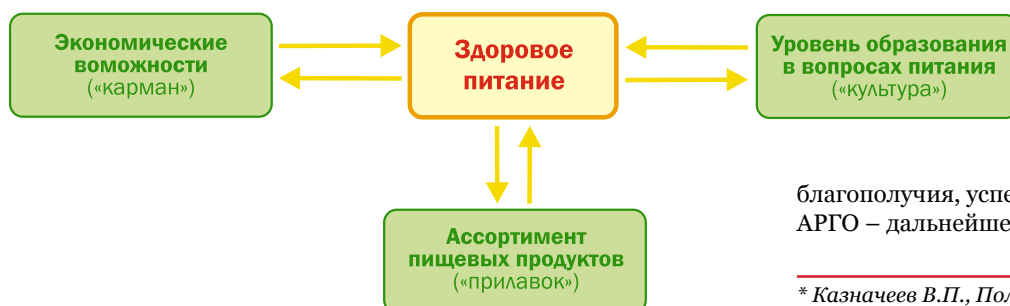 Экономические
воможности
(«карман»)
Здоровое
питание
Уровень образования
в вопросах питания
(«культура»)
Ассортимент
пищевых продуктов
(«прилавок»)
благополучия, успе
АРГО – дальнейше
* Казначеев В.П., Пол